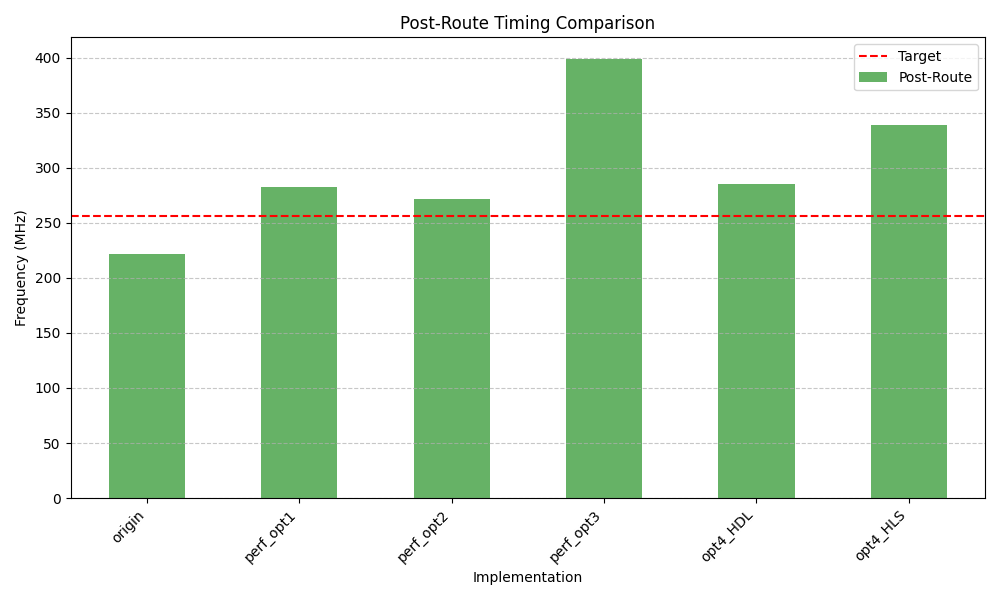 Post-Route Timing Comparison
Target
Post-Route
Frequency (MHz)
400
350
300
250
200
150
100
50
0
origin
perf_opt1
perf_opt2
perf_opt3
opt4_HDL
opt4_HLS
Implementation